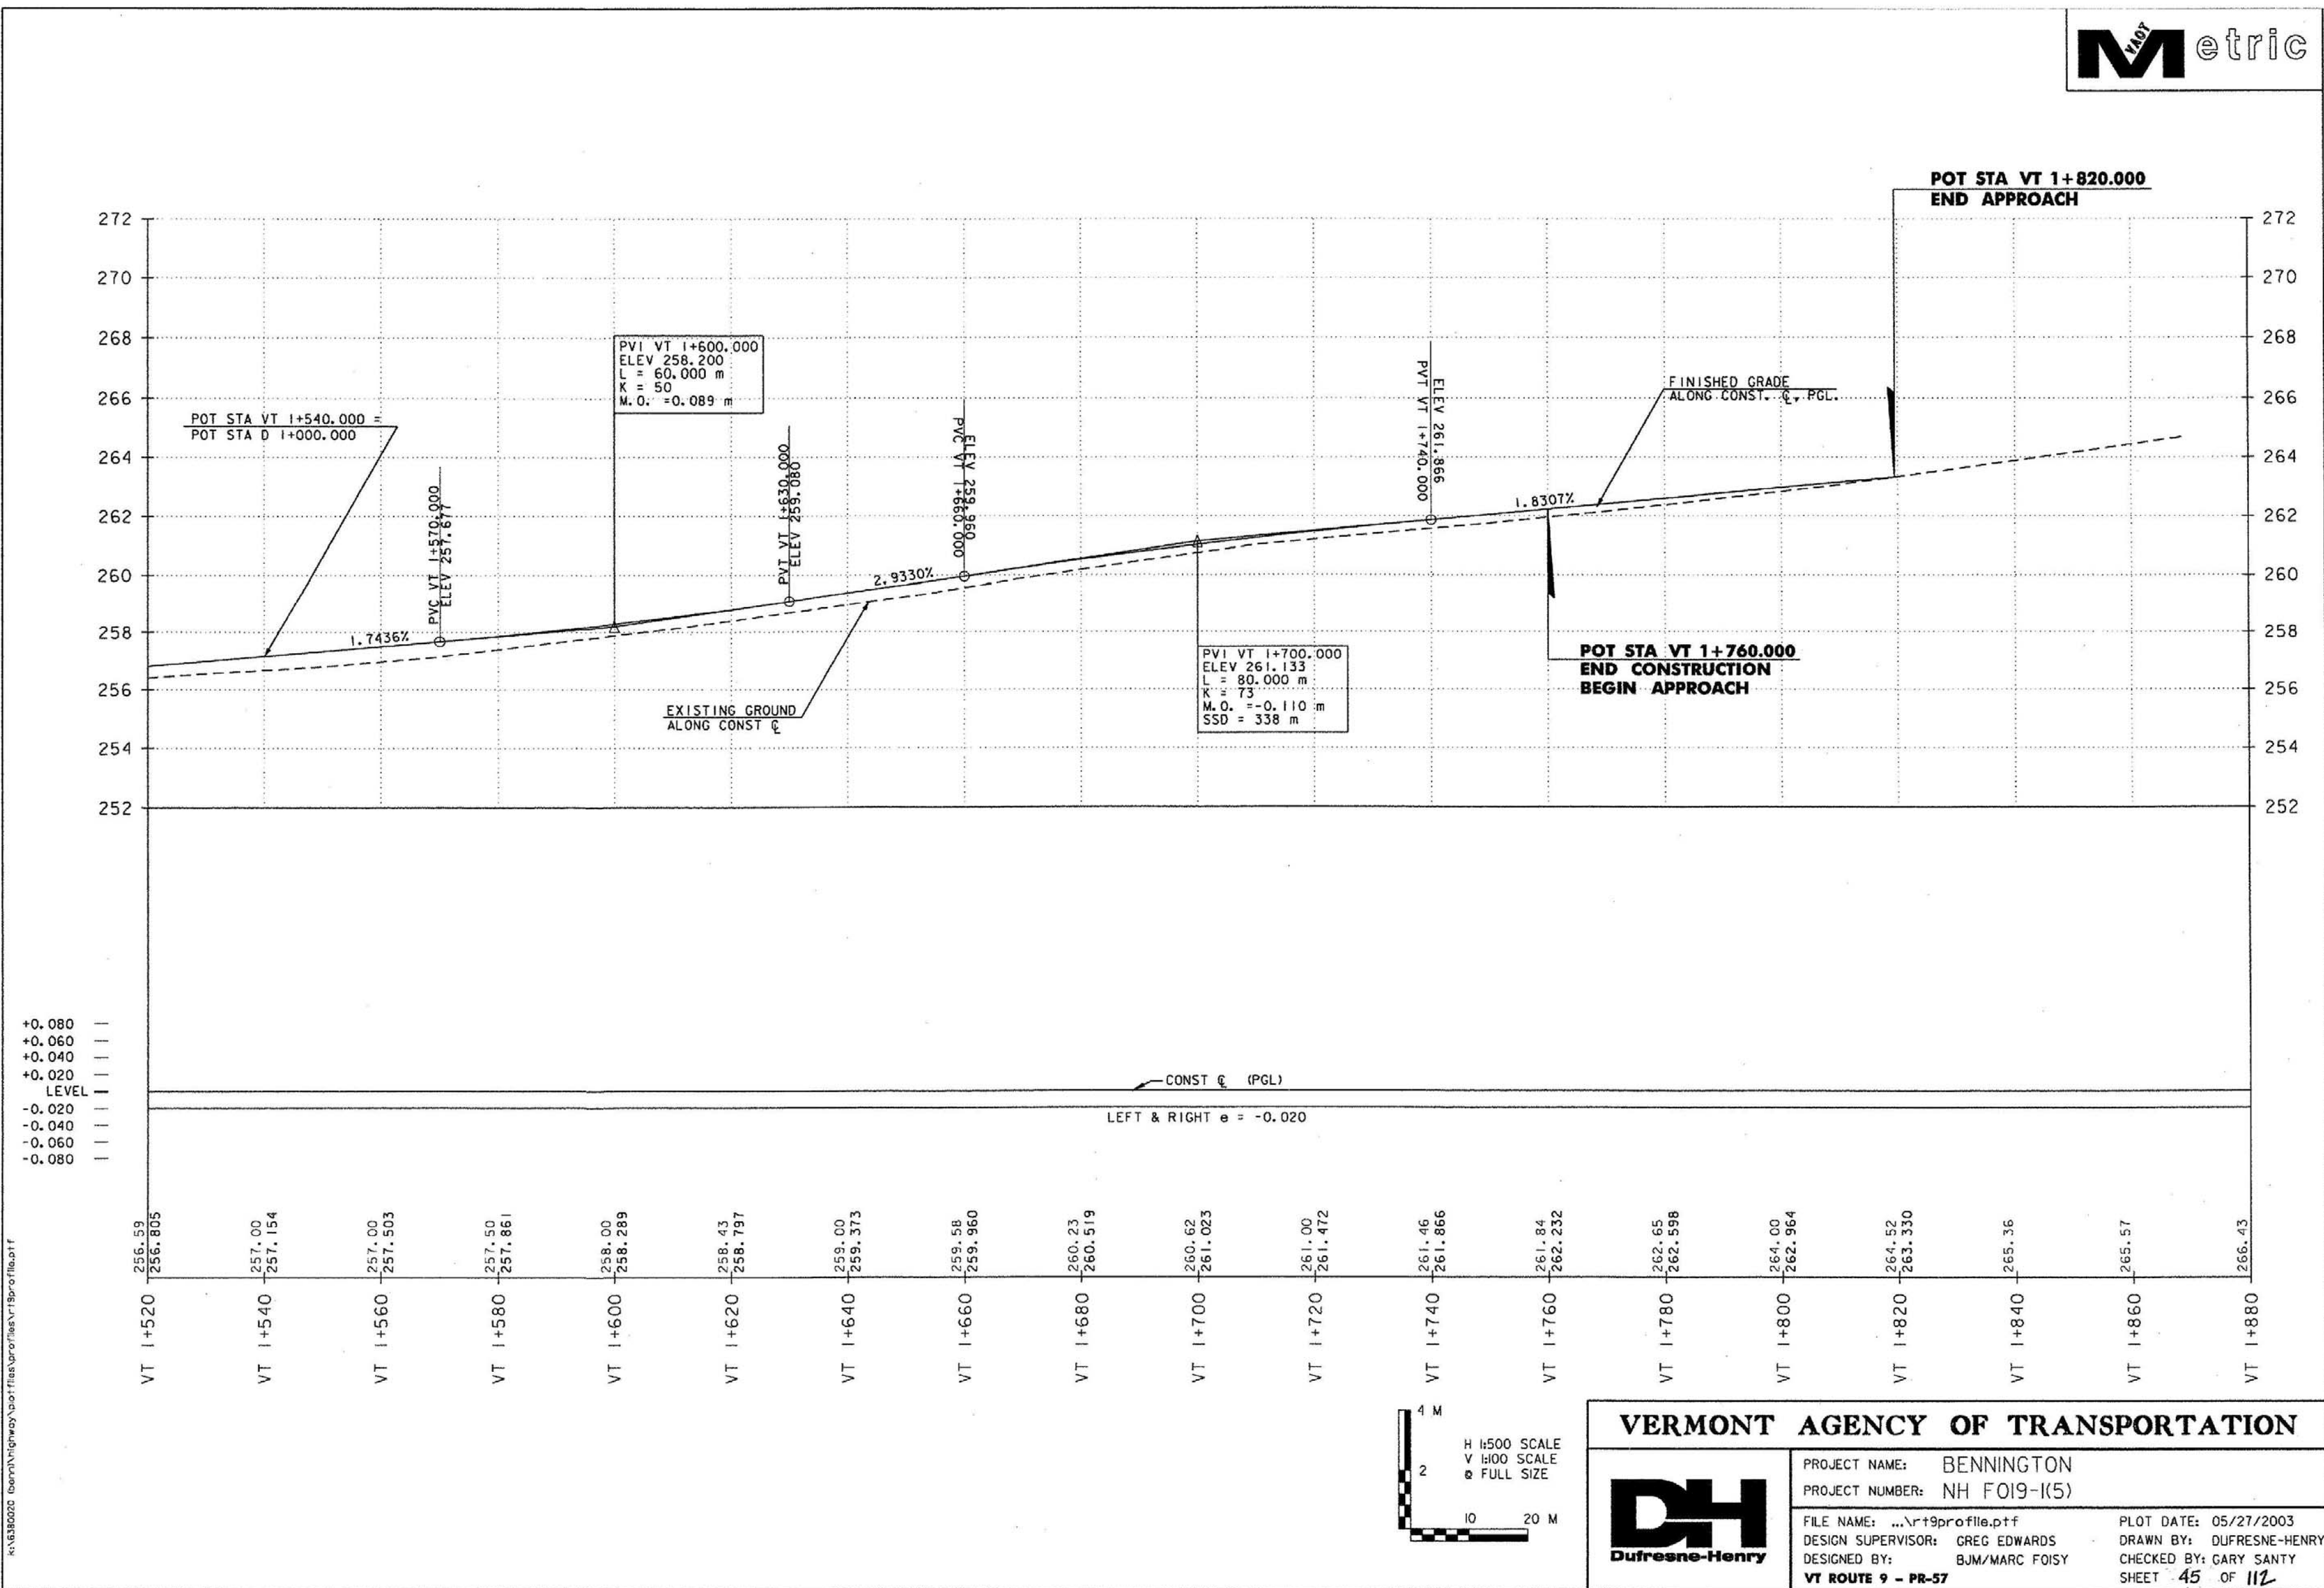 VAOT
Metric
POT STA VT 1+820.000
END APPROACH
272
270
268
266
264
262
260
258
256
254
252
272
270
268
266
264
262
260
258
256
254
252
POT STA VT 1+540.000 =
POT STA D 1+000.000
1.7436%
PVC VT 1+570.000
ELEV 257.677
PVI VT 1+600.000
ELEV 258.200
L = 60.000 m
K = 50
M.O. =0.089 m
PVT VT 1+630.000
ELEV 259.080
2.9330%
ELEV 259.960
PVC VT 1+660.000
EXISTING GROUND
ALONG CONST ℄
PVI VT 1+700.000
ELEV 261.133
L = 80.000 m
K = 73
M.O. =-0.110 m
SSD = 338 m
ELEV 261.866
PVT VT 1+740.000
1.8307%
FINISHED GRADE
ALONG CONST. ℄, PGL.
POT STA VT 1+760.000
END CONSTRUCTION
BEGIN APPROACH
+0.080
+0.060
+0.040
+0.020
LEVEL
-0.020
-0.040
-0.060
-0.080
CONST ℄ (PGL)
LEFT & RIGHT e = -0.020
256.59
256.805
257.00
257.154
257.00
257.503
257.50
257.861
258.00
258.289
258.43
258.797
259.00
259.373
259.58
259.960
260.23
260.519
260.62
261.023
261.00
261.472
261.46
261.866
261.84
262.232
262.65
262.598
264.00
262.964
264.52
263.330
265.36
265.57
266.43
VT 1+520
VT 1+540
VT 1+560
VT 1+580
VT 1+600
VT 1+620
VT 1+640
VT 1+660
VT 1+680
VT 1+700
VT 1+720
VT 1+740
VT 1+760
VT 1+780
VT 1+800
VT 1+820
VT 1+840
VT 1+860
VT 1+880
4 M
2
10 20 M
H 1:500 SCALE
V 1:100 SCALE
@ FULL SIZE
VERMONT AGENCY OF TRANSPORTATION
DH
Dufresne-Henry
PROJECT NAME: BENNINGTON
PROJECT NUMBER: NH F019-1(5)
FILE NAME: ...\rt9profile.ptf
PLOT DATE: 05/27/2003
DESIGN SUPERVISOR: GREG EDWARDS
DRAWN BY: DUFRESNE-HENRY
DESIGNED BY: BJM/MARC FOISY
CHECKED BY: GARY SANTY
VT ROUTE 9 - PR-57
SHEET 45 OF 112